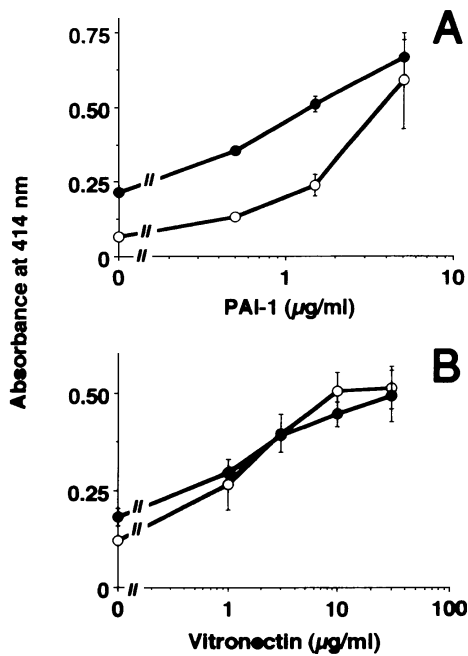 A
0.75
0.50
0.25
0
0 1 10
PAI-1 (µg/ml)
Absorbance at 414 nm
B
0.50
0.25
0
0 1 10 100
Vitronectin (µg/ml)